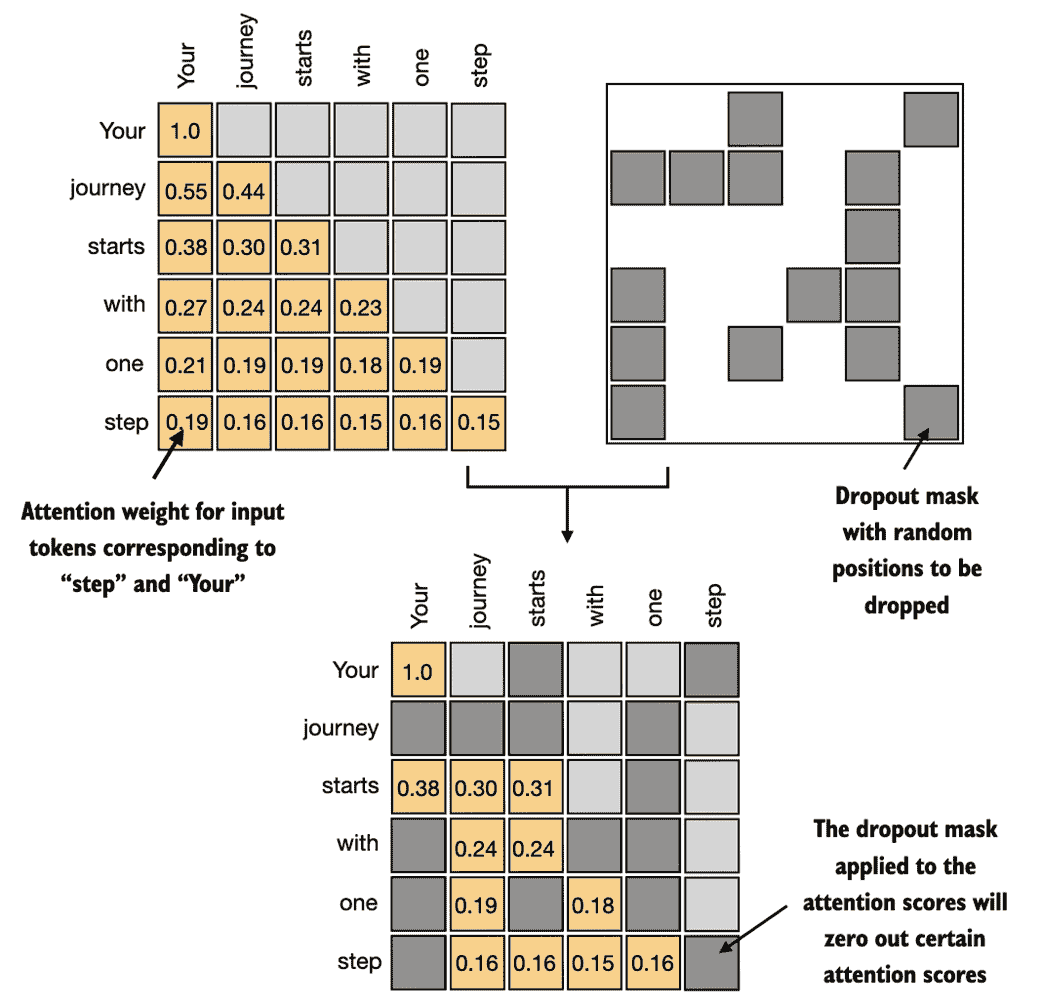 Your journey starts with one step
Your 1.0
journey 0.55 0.44
starts 0.38 0.30 0.31
with 0.27 0.24 0.24 0.23
one 0.21 0.19 0.19 0.18 0.19
step 0.19 0.16 0.16 0.15 0.16 0.15
Attention weight for input
tokens corresponding to
“step” and “Your”
Dropout mask
with random
positions to be
dropped
Your journey starts with one step
Your 1.0
journey
starts 0.38 0.30 0.31
with 0.24 0.24
one 0.19 0.18
step 0.16 0.16 0.15 0.16
The dropout mask
applied to the
attention scores will
zero out certain
attention scores